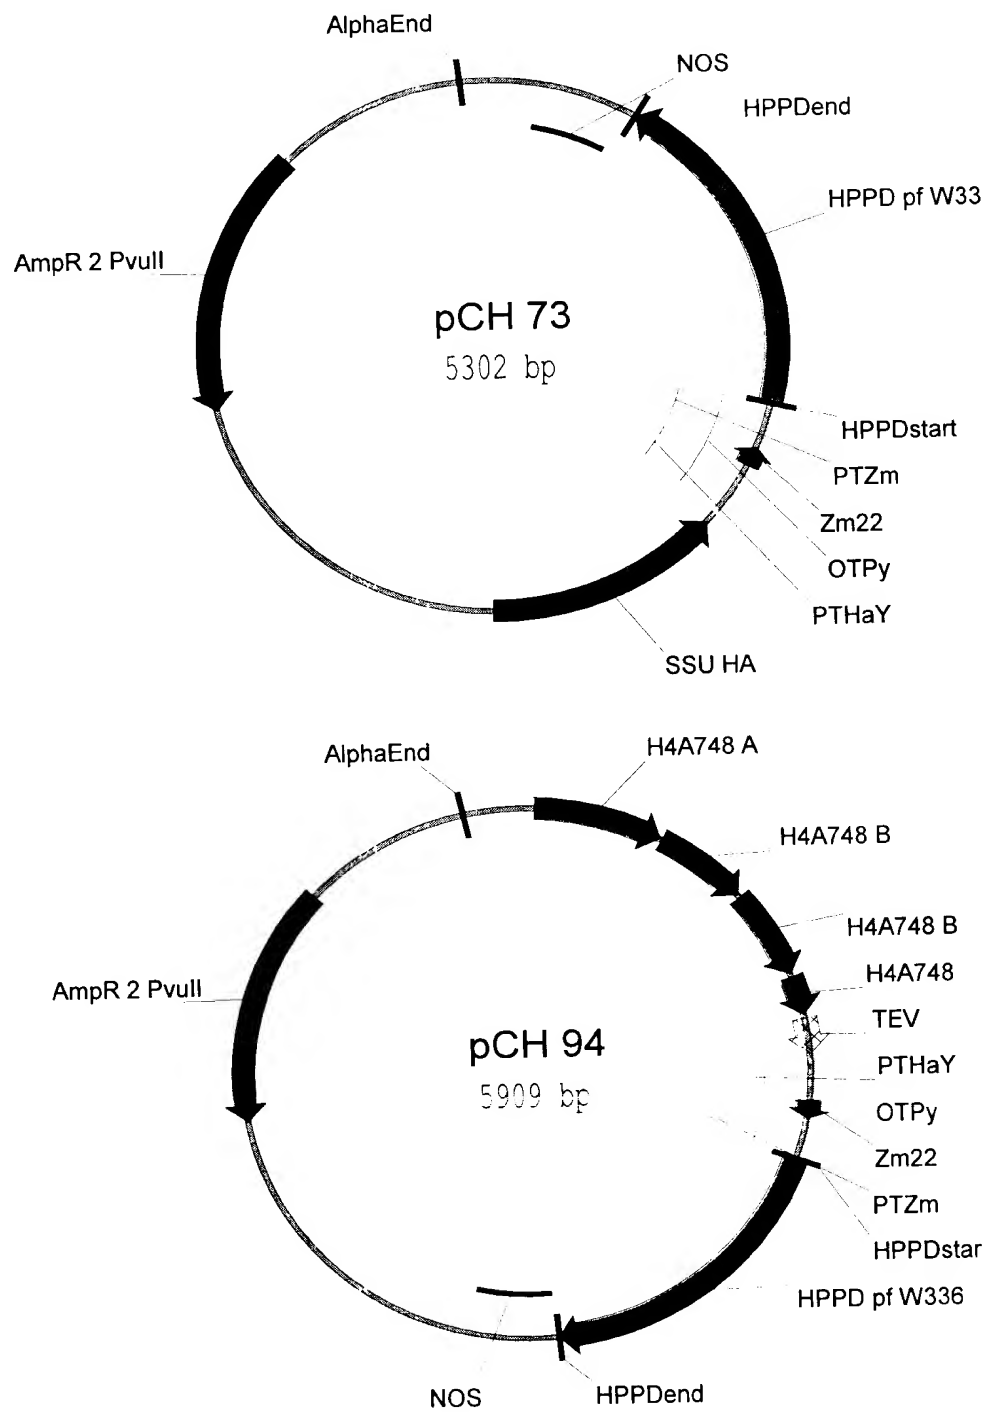 AlphaEnd
NOS
HPPDend
HPPD pf W33
AmpR 2 PvuII
pCH 73
5302 bp
HPPDstart
PTZm
Zm22
OTPy
PTHaY
SSU HA
AlphaEnd
H4A748 A
H4A748 B
H4A748 B
H4A748
AmpR 2 PvuII
TEV
pCH 94
5909 bp
PTHaY
OTPy
Zm22
PTZm
HPPDstar
HPPD pf W336
NOS
HPPDend